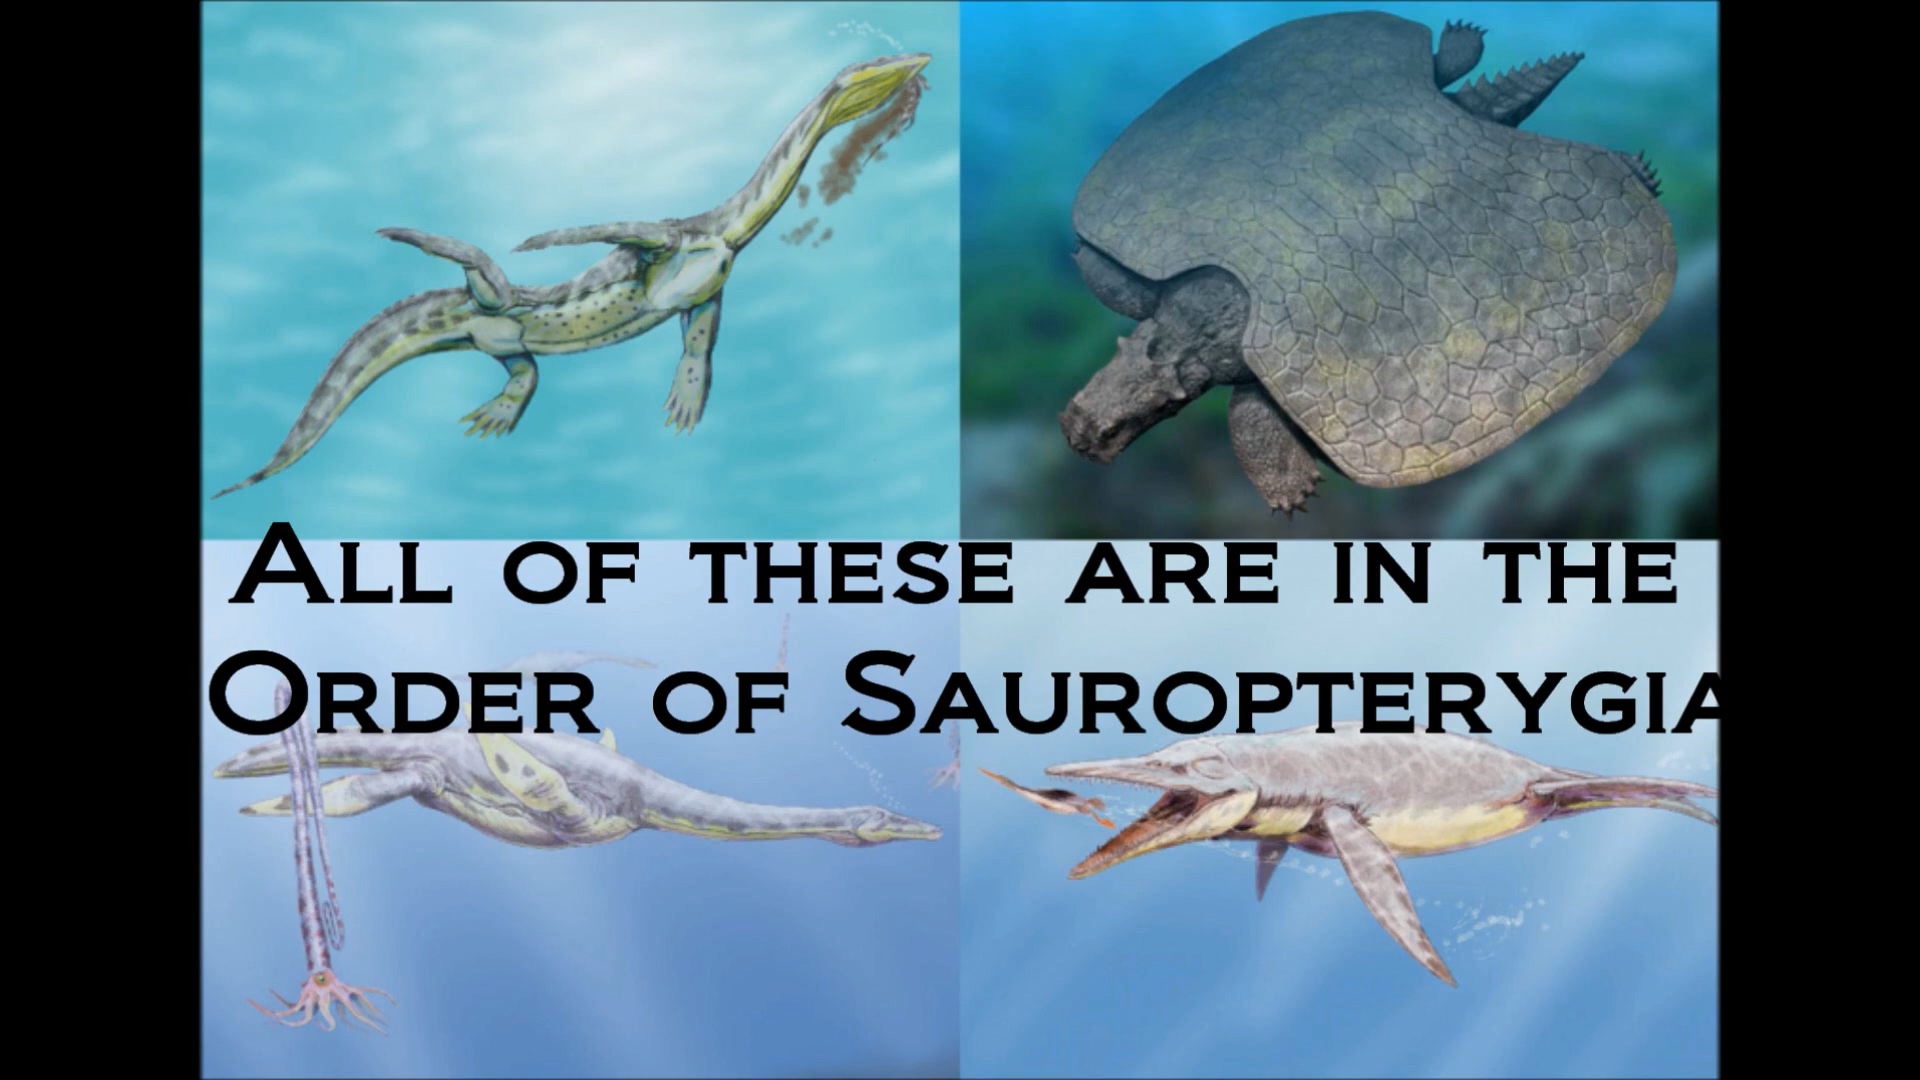 All of these are in the
Order of Sauropterygia